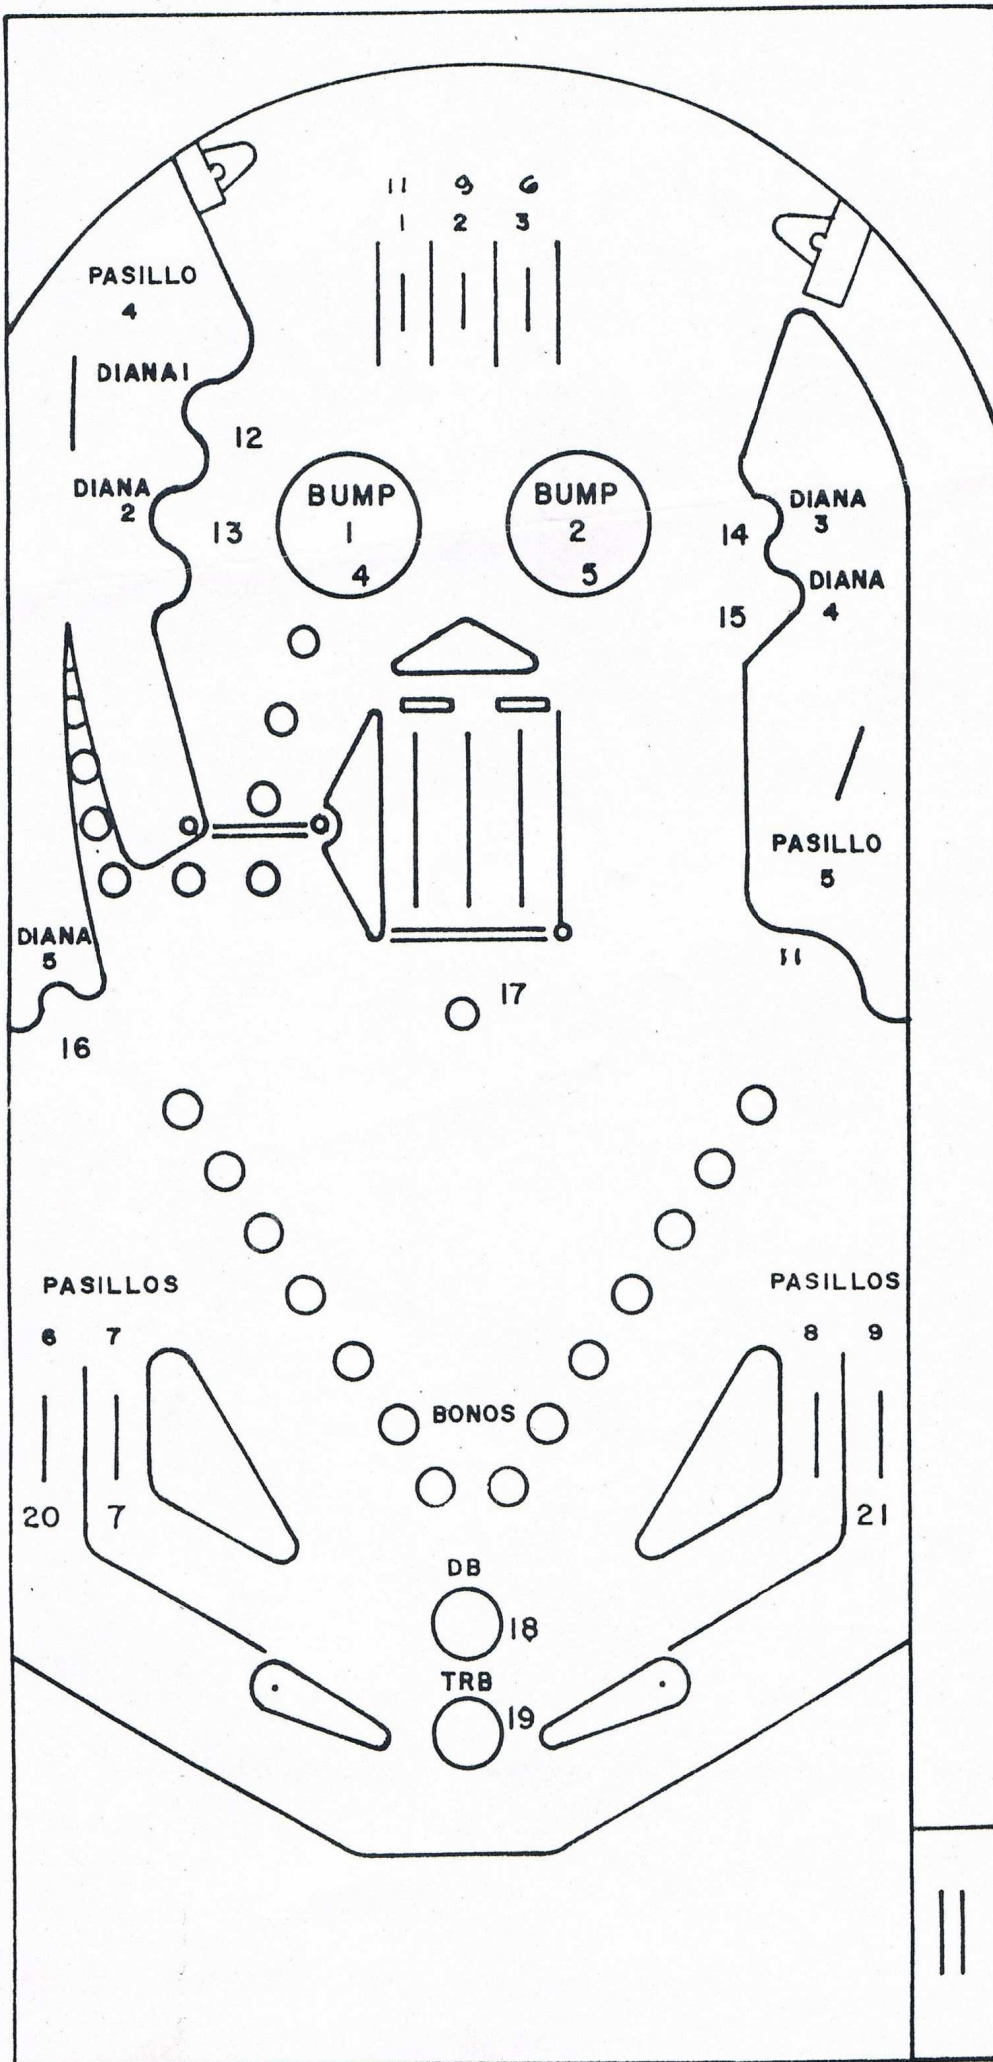 11 9 6
1 2 3
PASILLO
4
DIANA1
12
DIANA
2
13
BUMP
1
4
BUMP
2
5
14
DIANA
3
15
DIANA
4
PASILLO
5
11
DIANA
5
16
17
PASILLOS
6 7
20 7
PASILLOS
8 9
21
BONOS
DB
18
TRB
19